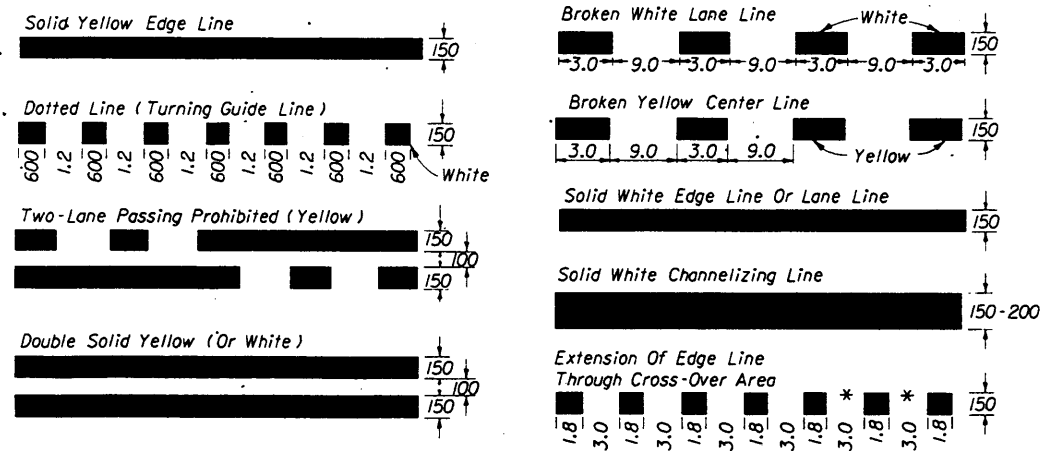 Solid Yellow Edge Line
150
Dotted Line (Turning Guide Line)
150
600 1.2 600 1.2 600 1.2 600 1.2 600 1.2 600 1.2 600
White
Two-Lane Passing Prohibited (Yellow)
150
100
150
Double Solid Yellow (Or White)
150
100
150
Broken White Lane Line
White
150
3.0 9.0 3.0 9.0 3.0 9.0 3.0
Broken Yellow Center Line
150
3.0 9.0 3.0 9.0
Yellow
Solid White Edge Line Or Lane Line
150
Solid White Channelizing Line
150-200
Extension Of Edge Line
Through Cross-Over Area
* *
150
1.8 3.0 1.8 3.0 1.8 3.0 1.8 3.0 1.8 3.0 1.8 3.0 1.8